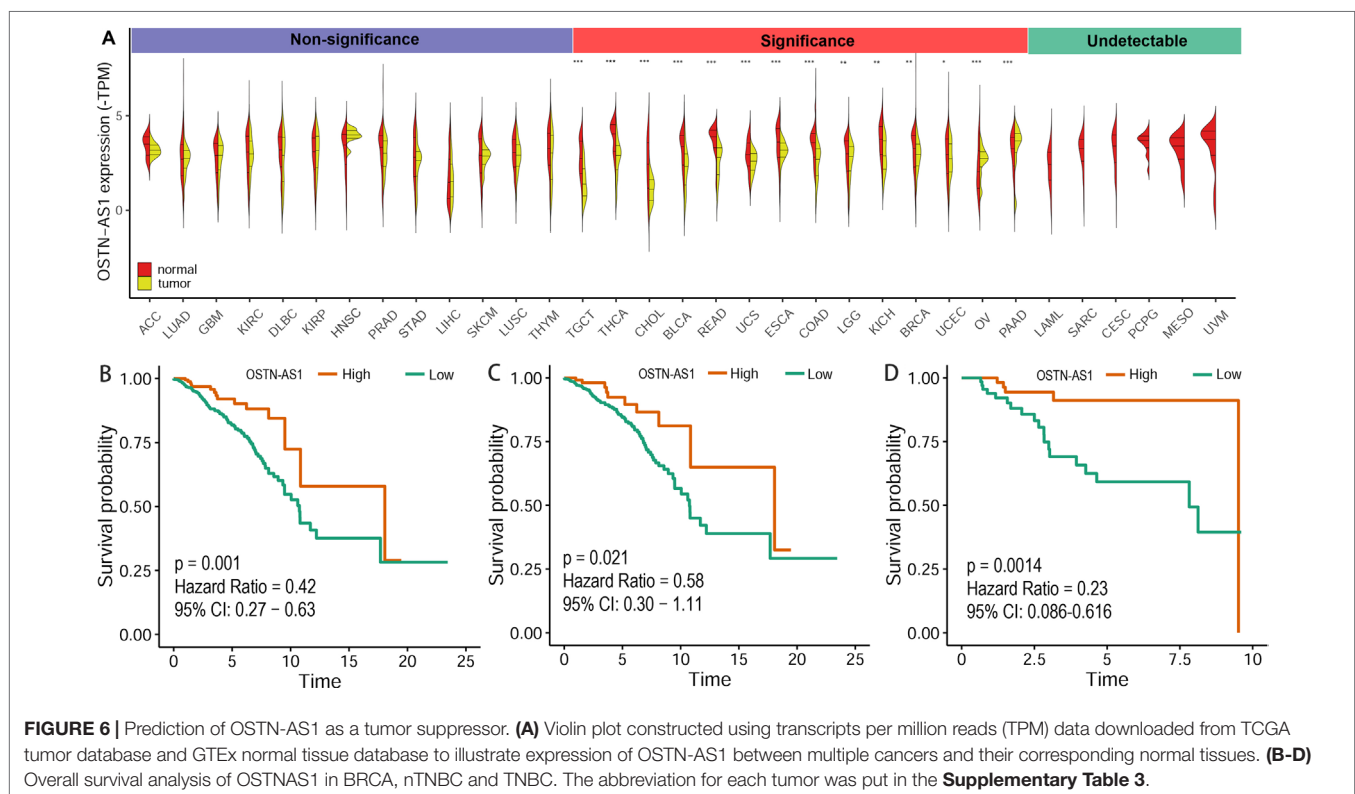 A
Non-significance
Significance
Undetectable
*** *** *** *** *** *** *** *** ** ** ** * *** ***
OSTN−AS1 expression (-TPM)
5
0
normal
tumor
ACC LUAD GBM KIRC DLBC KIRP HNSC PRAD STAD LIHC SKCM LUSC THYM TGCT THCA CHOL BLCA READ UCS ESCA COAD LGG KICH BRCA UCEC OV PAAD LAML SARC CESC PCPG MESO UVM
B
OSTN-AS1 High Low
Survival probability
1.00
0.75
0.50
0.25
0.00
p = 0.001
Hazard Ratio = 0.42
95% CI: 0.27 − 0.63
0 5 10 15 20 25
Time
C
OSTN-AS1 High Low
Survival probability
1.00
0.75
0.50
0.25
0.00
p = 0.021
Hazard Ratio = 0.58
95% CI: 0.30 − 1.11
0 5 10 15 20 25
Time
D
OSTN-AS1 High Low
Survival probability
1.00
0.75
0.50
0.25
0.00
p = 0.0014
Hazard Ratio = 0.23
95% CI: 0.086-0.616
0 2.5 5 7.5 10
Time
FIGURE 6 | Prediction of OSTN-AS1 as a tumor suppressor. (A) Violin plot constructed using transcripts per million reads (TPM) data downloaded from TCGA
tumor database and GTEx normal tissue database to illustrate expression of OSTN-AS1 between multiple cancers and their corresponding normal tissues. (B-D)
Overall survival analysis of OSTNAS1 in BRCA, nTNBC and TNBC. The abbreviation for each tumor was put in the Supplementary Table 3.